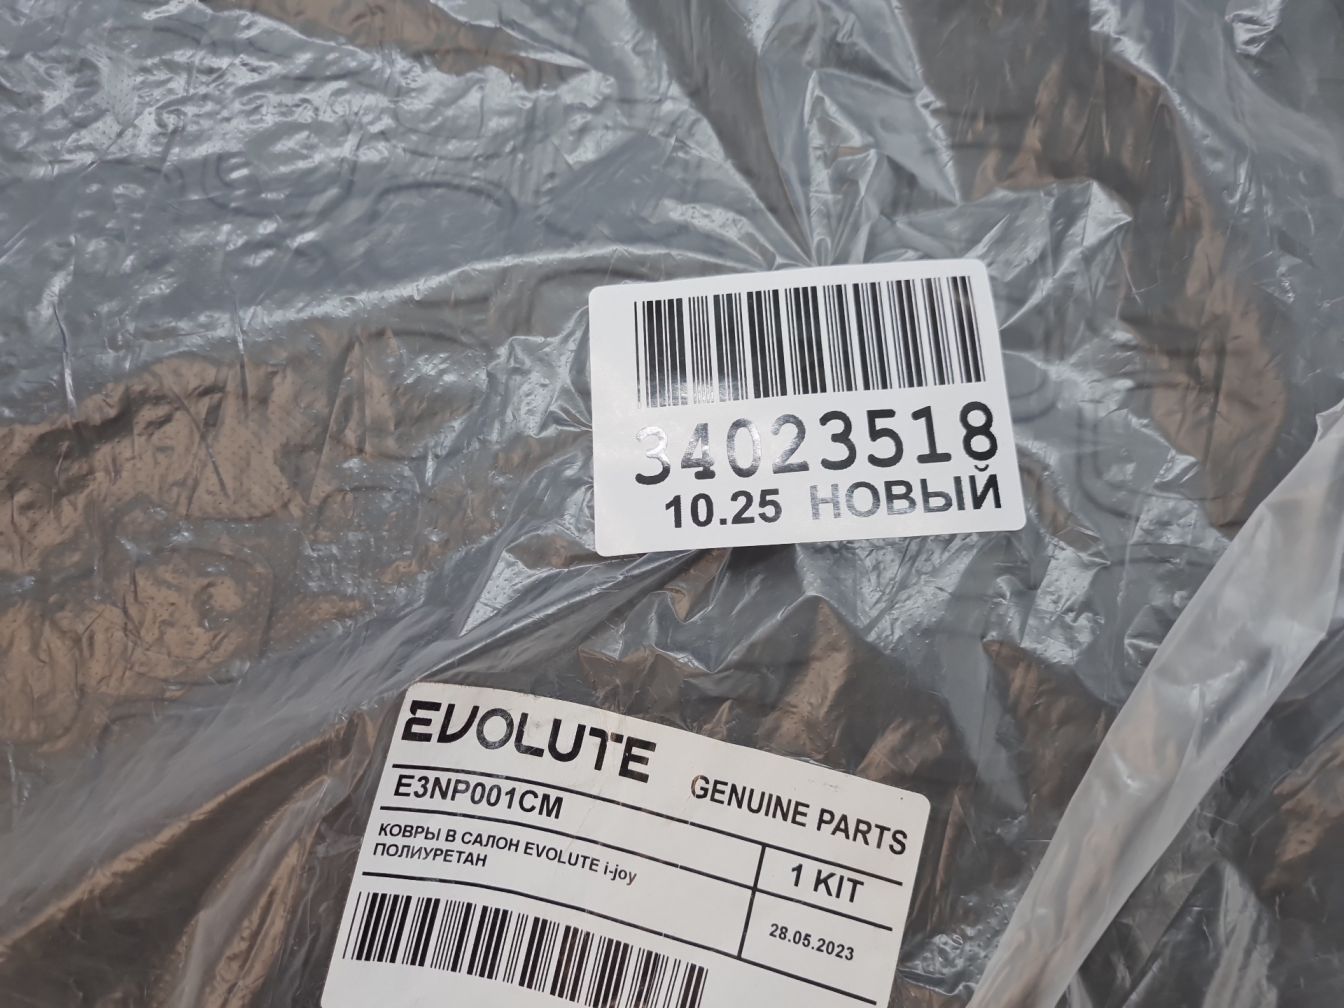 34023518
10.25 НОВЫЙ
EVOLUTE GENUINE PARTS
E3NP001CM
КОВРЫ В САЛОН EVOLUTE i-joy
ПОЛИУРЕТАН
1 KIT
28.05.2023